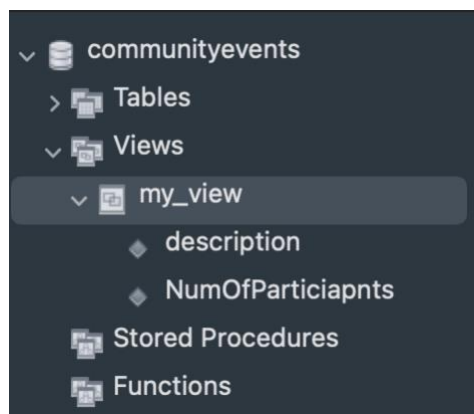 communityevents
Tables
Views
my_view
description
NumOfParticiapnts
Stored Procedures
Functions